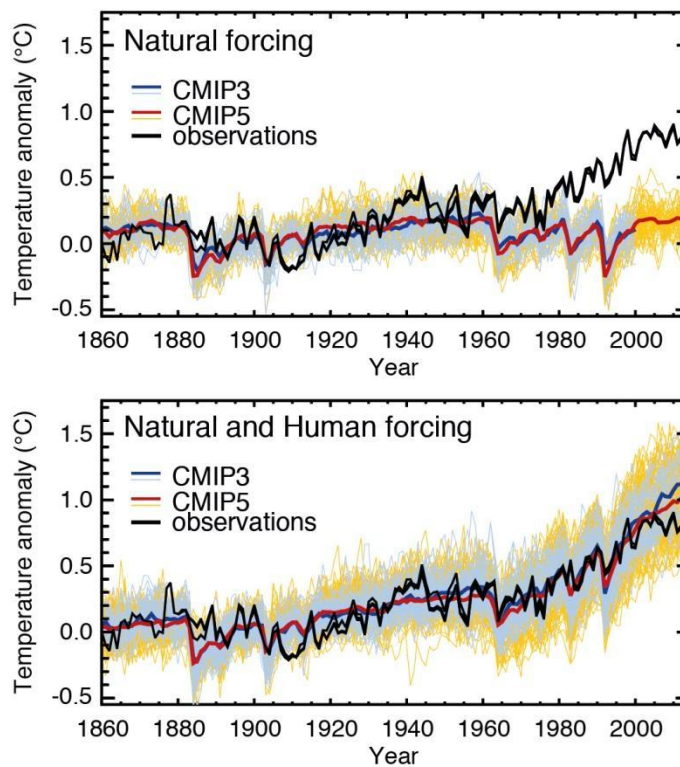 Natural forcing
CMIP3
CMIP5
observations
Temperature anomaly (°C)
1.5
1.0
0.5
0.0
-0.5
1860 1880 1900 1920 1940 1960 1980 2000
Year
Natural and Human forcing
CMIP3
CMIP5
observations
Temperature anomaly (°C)
1.5
1.0
0.5
0.0
-0.5
1860 1880 1900 1920 1940 1960 1980 2000
Year